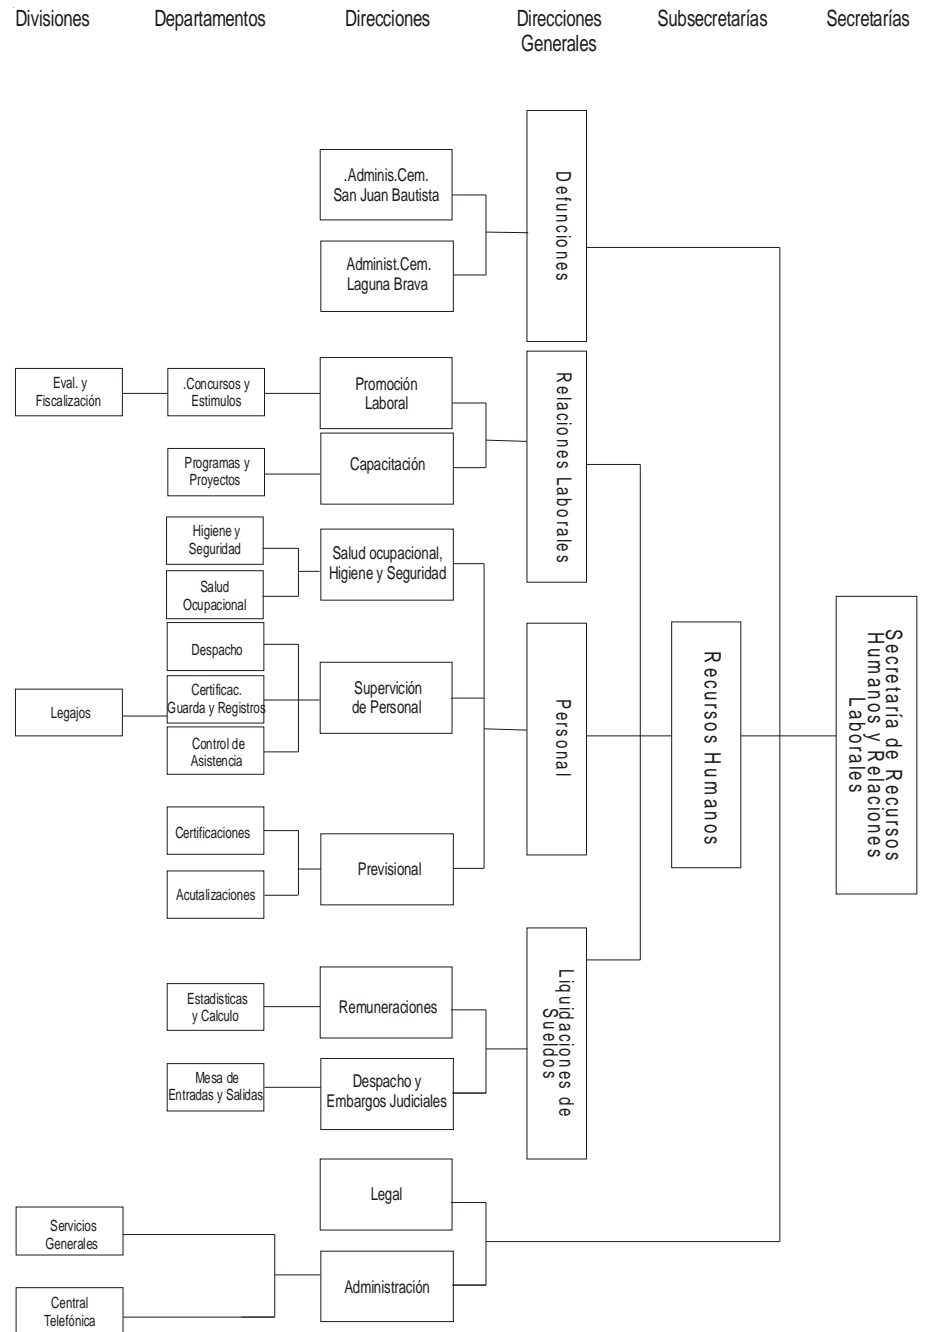 Divisiones
Departamentos
Direcciones
Direcciones
Generales
Subsecretarías
Secretarías
.Adminis.Cem.
San Juan Bautista
Administ.Cem.
Laguna Brava
Defunciones
Eval. y
Fiscalización
.Concursos y
Estimulos
Promoción
Laboral
Programas y
Proyectos
Capacitación
Relaciones Laborales
Higiene y
Seguridad
Salud
Ocupacional
Salud ocupacional,
Higiene y Seguridad
Despacho
Legajos
Certificac.
Guarda y Registros
Control de
Asistencia
Supervición
de Personal
Certificaciones
Acutalizaciones
Previsional
Personal
Recursos Humanos
Secretaría de Recursos
Humanos y Relaciones
Laborales
Estadisticas
y Calculo
Remuneraciones
Mesa de
Entradas y Salidas
Despacho y
Embargos Judiciales
Liquidaciones de
Sueldos
Legal
Servicios
Generales
Administración
Central
Telefónica